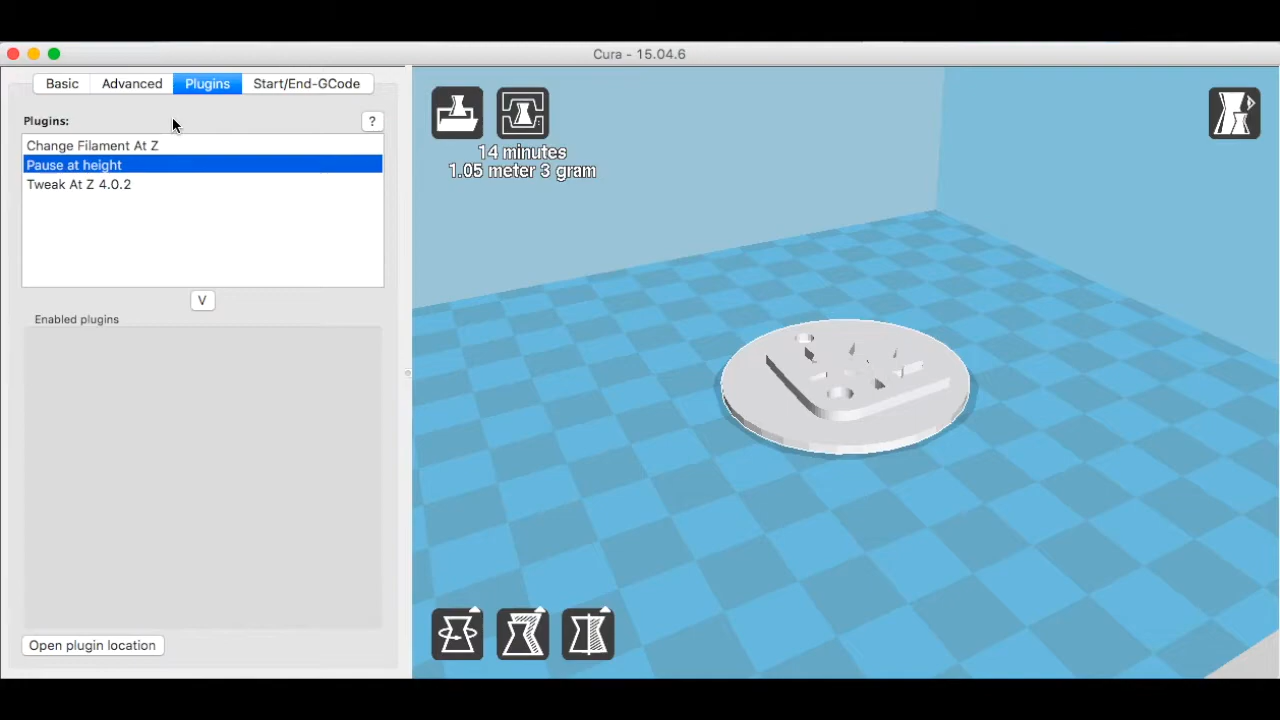 Cura - 15.04.6
Basic
Advanced
Plugins
Start/End-GCode
Plugins:
?
Change Filament At Z
Pause at height
Tweak At Z 4.0.2
V
Enabled plugins
Open plugin location
14 minutes
1.05 meter 3 gram